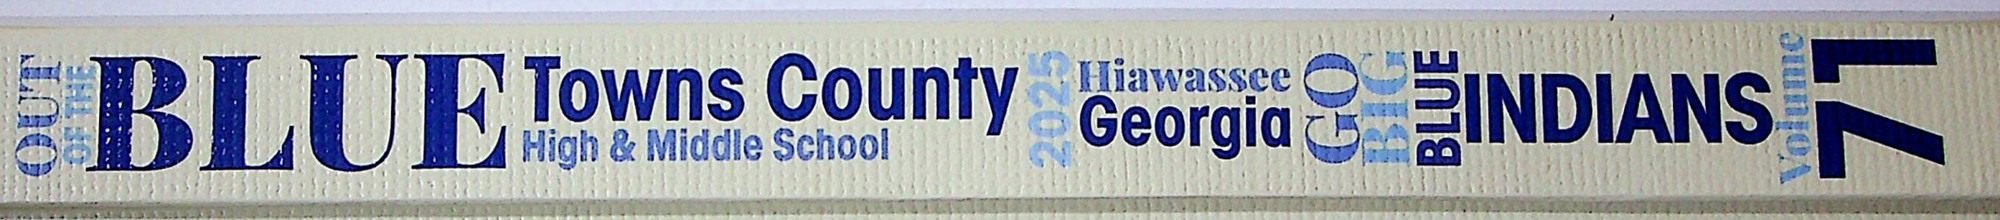 OUT
OF THE
BLUE
Towns County
High & Middle School
2025
Hiawassee
Georgia
GO
BIG
BLUE
INDIANS
Volume
71